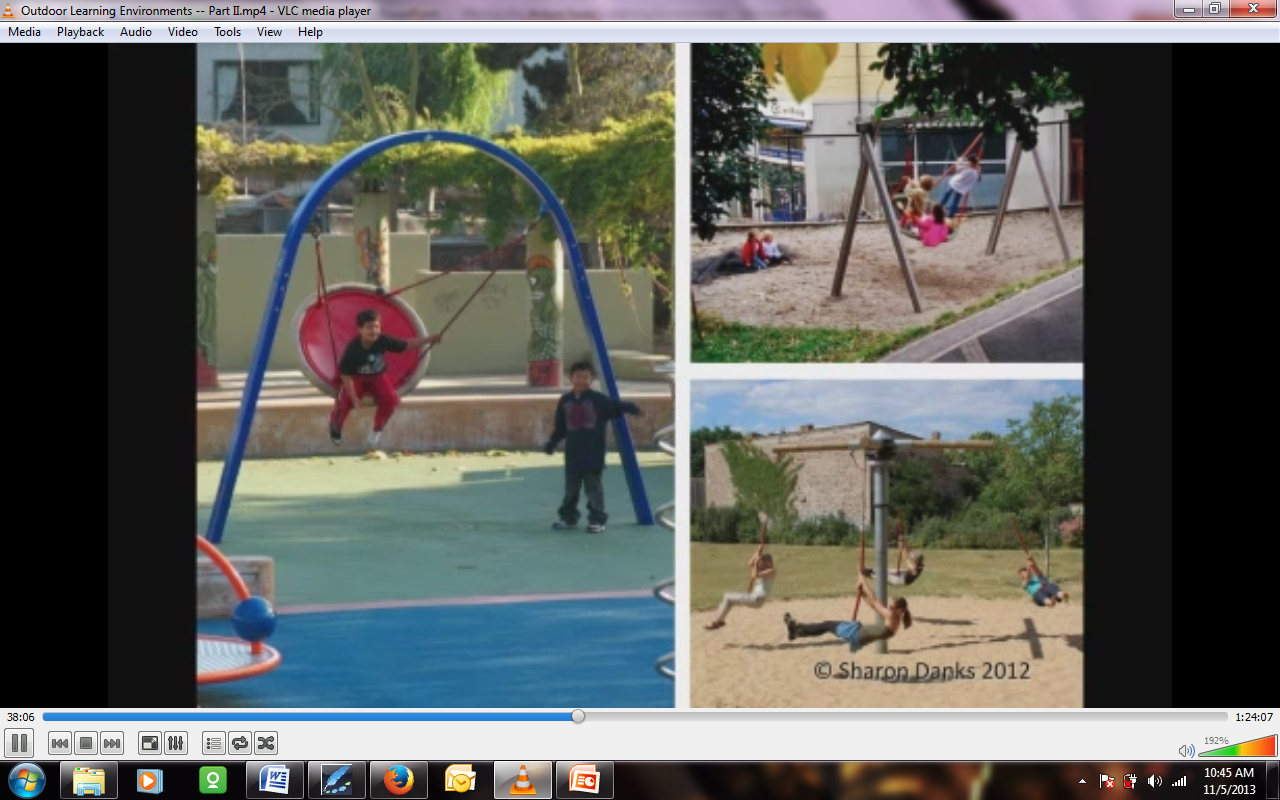 Outdoor Learning Environments -- Part II.mp4 - VLC media player
Media Playback Audio Video Tools View Help
© Sharon Danks 2012
38:06
1:24:07
192%
10:45 AM
11/5/2013